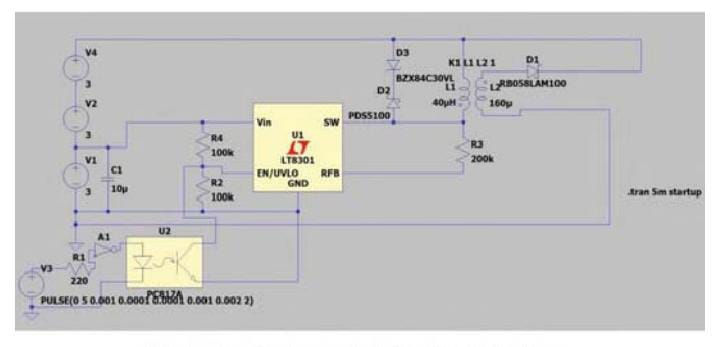 V4
3
V2
3
V1
3
C1
10µ
R4
100k
R2
100k
Vin
SW
U1
LT8301
EN/UVLO
RFB
GND
D3
BZX84C30VL
D2
PDS5100
K1 L1 L2 1
L1
40µH
L2
160µ
D1
RB058LAM100
R3
200k
.tran 5m startup
U2
A1
R1
220
V3
PC817A
PULSE(0 5 0.001 0.0001 0.0001 0.001 0.002 2)